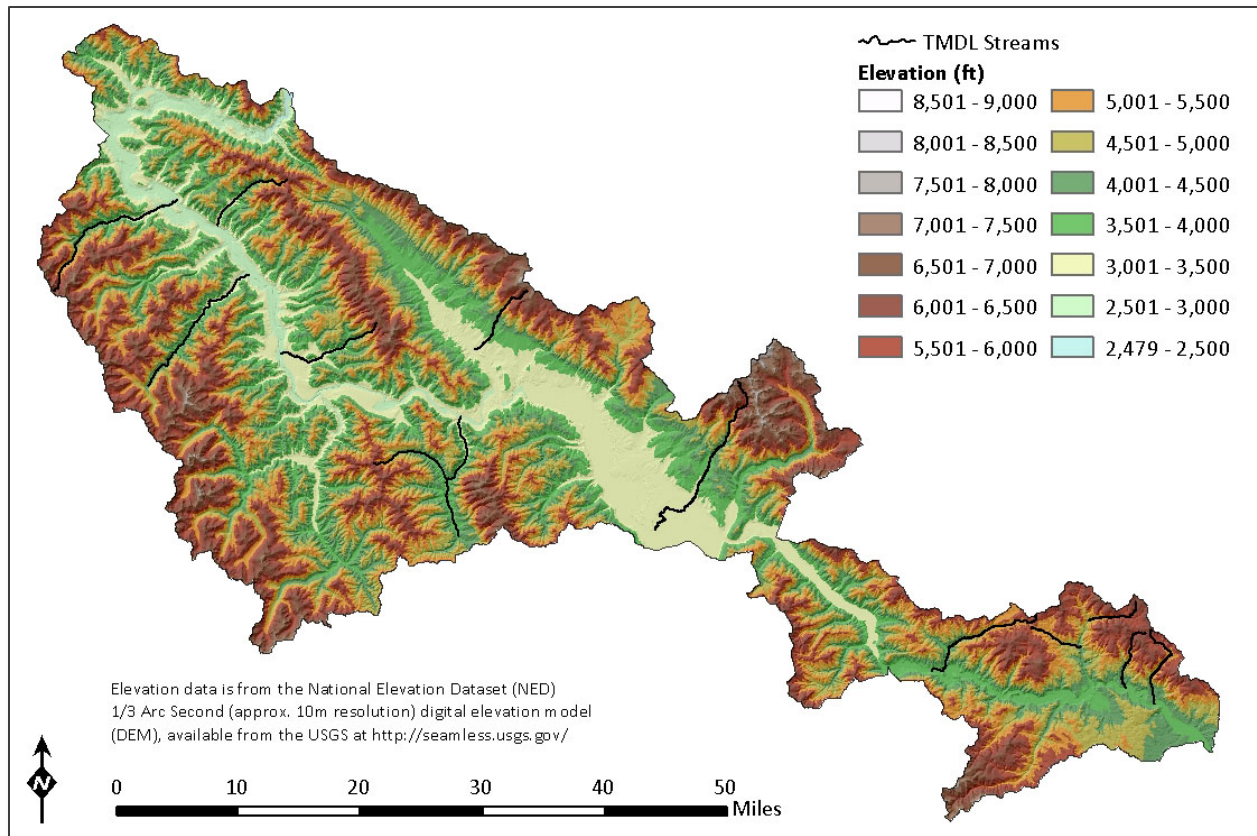 TMDL Streams
Elevation (ft)
8,501 - 9,000
8,001 - 8,500
7,501 - 8,000
7,001 - 7,500
6,501 - 7,000
6,001 - 6,500
5,501 - 6,000
5,001 - 5,500
4,501 - 5,000
4,001 - 4,500
3,501 - 4,000
3,001 - 3,500
2,501 - 3,000
2,479 - 2,500
Elevation data is from the National Elevation Dataset (NED)
1/3 Arc Second (approx. 10m resolution) digital elevation model
(DEM), available from the USGS at http://seamless.usgs.gov/
N
0 10 20 30 40 50
Miles